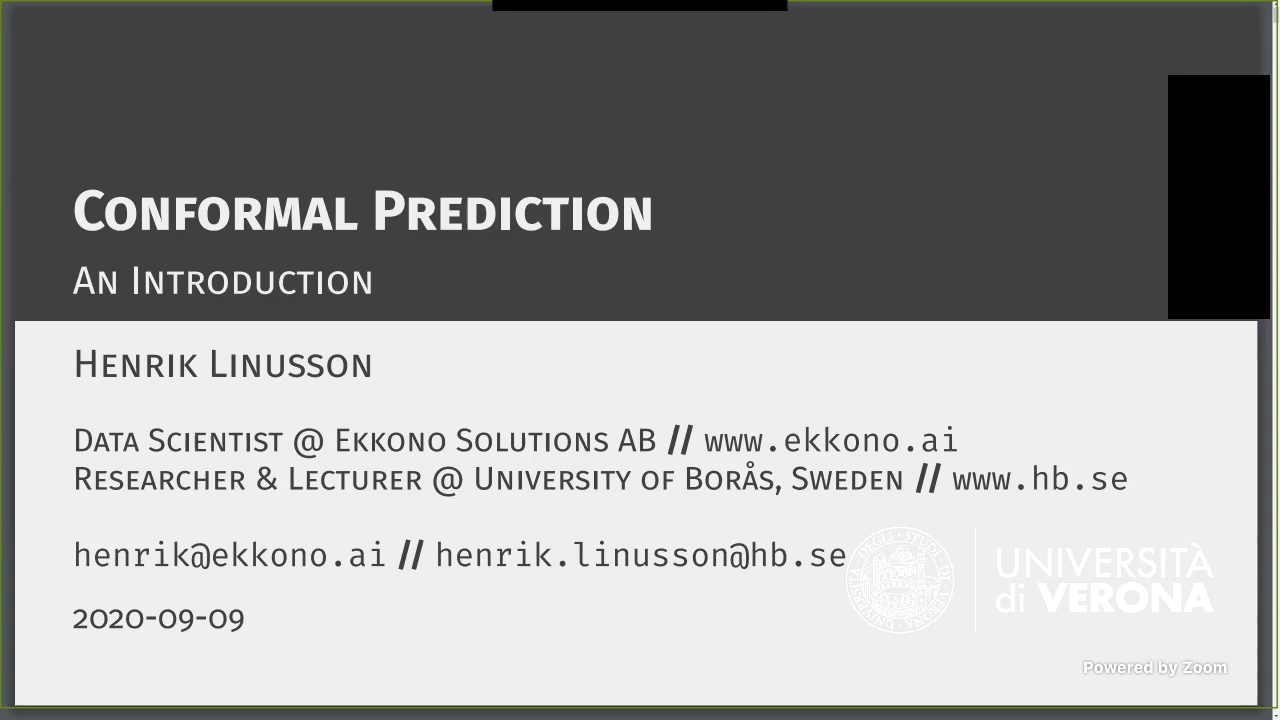 Conformal Prediction
An Introduction
Henrik Linusson
Data Scientist @ Ekkono Solutions AB // www.ekkono.ai
Researcher & Lecturer @ University of Borås, Sweden // www.hb.se
henrik@ekkono.ai // henrik.linusson@hb.se
2020-09-09
UNIVERSITÀ
di VERONA
Powered by Zoom